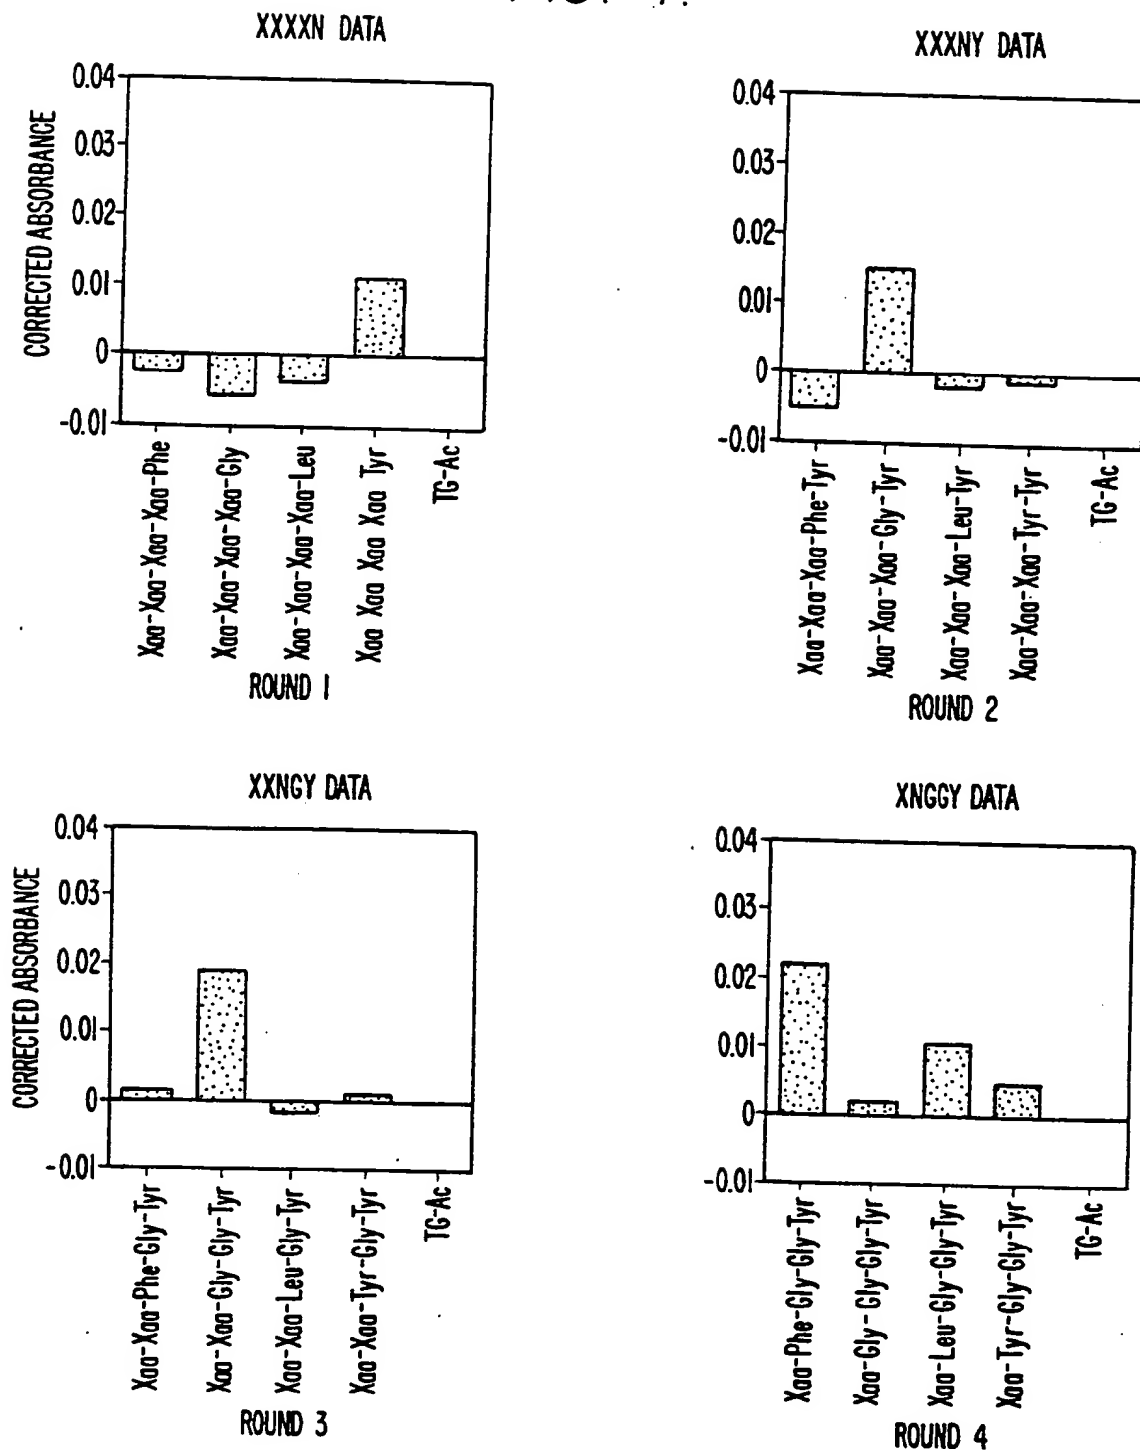 XXXXN DATA
CORRECTED ABSORBANCE
0.04
0.03
0.02
0.01
0
-0.01
Xaa-Xaa-Xaa-Xaa-Phe
Xaa-Xaa-Xaa-Xaa-Gly
Xaa-Xaa-Xaa-Xaa-Leu
Xaa Xaa Xaa Xaa Tyr
TG-Ac
ROUND 1
XXXNY DATA
0.04
0.03
0.02
0.01
0
-0.01
Xaa-Xaa-Xaa-Phe-Tyr
Xaa-Xaa-Xaa-Gly-Tyr
Xaa-Xaa-Xaa-Leu-Tyr
Xaa-Xaa-Xaa-Tyr-Tyr
TG-Ac
ROUND 2
XXNGY DATA
CORRECTED ABSORBANCE
0.04
0.03
0.02
0.01
0
-0.01
Xaa-Xaa-Phe-Gly-Tyr
Xaa-Xaa-Gly-Gly-Tyr
Xaa-Xaa-Leu-Gly-Tyr
Xaa-Xaa-Tyr-Gly-Tyr
TG-Ac
ROUND 3
XNGGY DATA
0.04
0.03
0.02
0.01
0
-0.01
Xaa-Phe-Gly-Gly-Tyr
Xaa-Gly-Gly-Gly-Tyr
Xaa-Leu-Gly-Gly-Tyr
Xaa-Tyr-Gly-Gly-Tyr
TG-Ac
ROUND 4